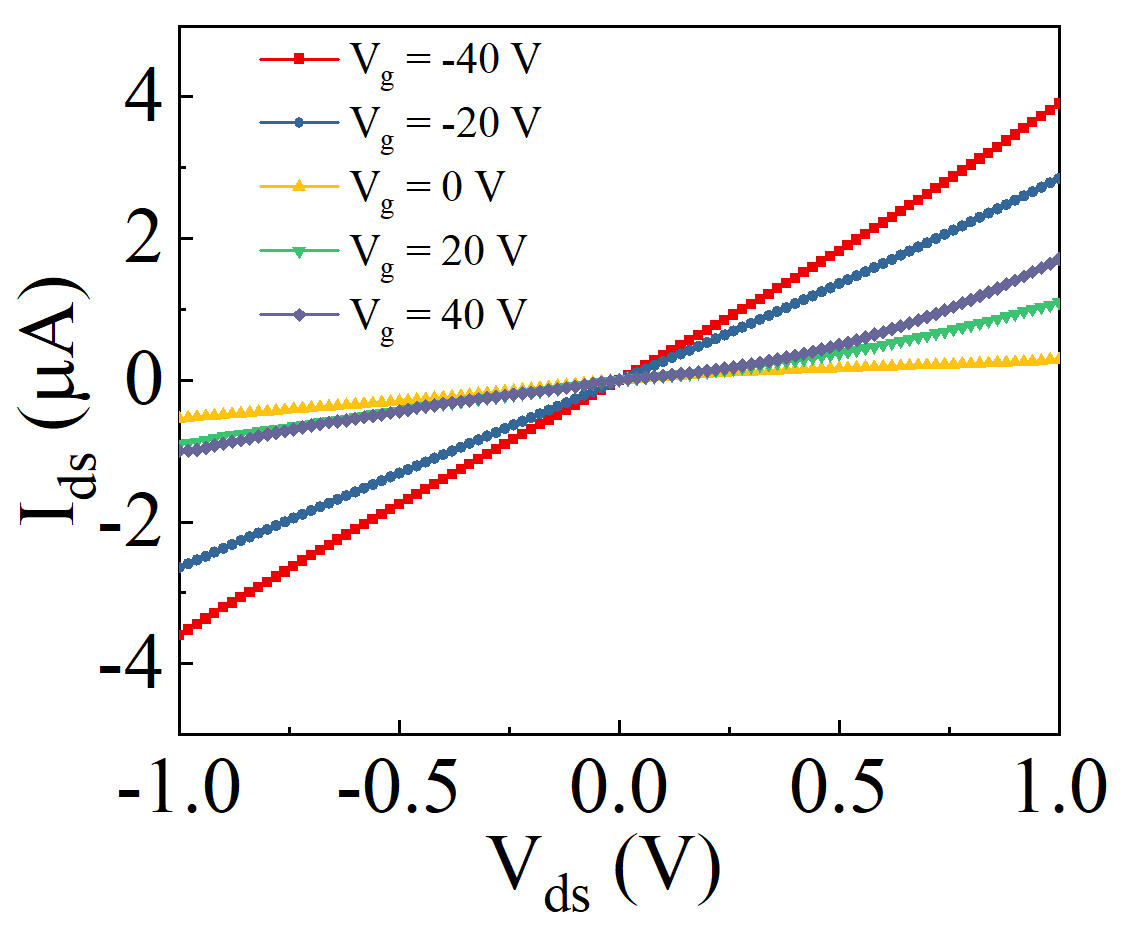 V_g = -40 V
V_g = -20 V
V_g = 0 V
V_g = 20 V
V_g = 40 V
4
2
0
-2
-4
I_ds (μA)
-1.0 -0.5 0.0 0.5 1.0
V_ds (V)